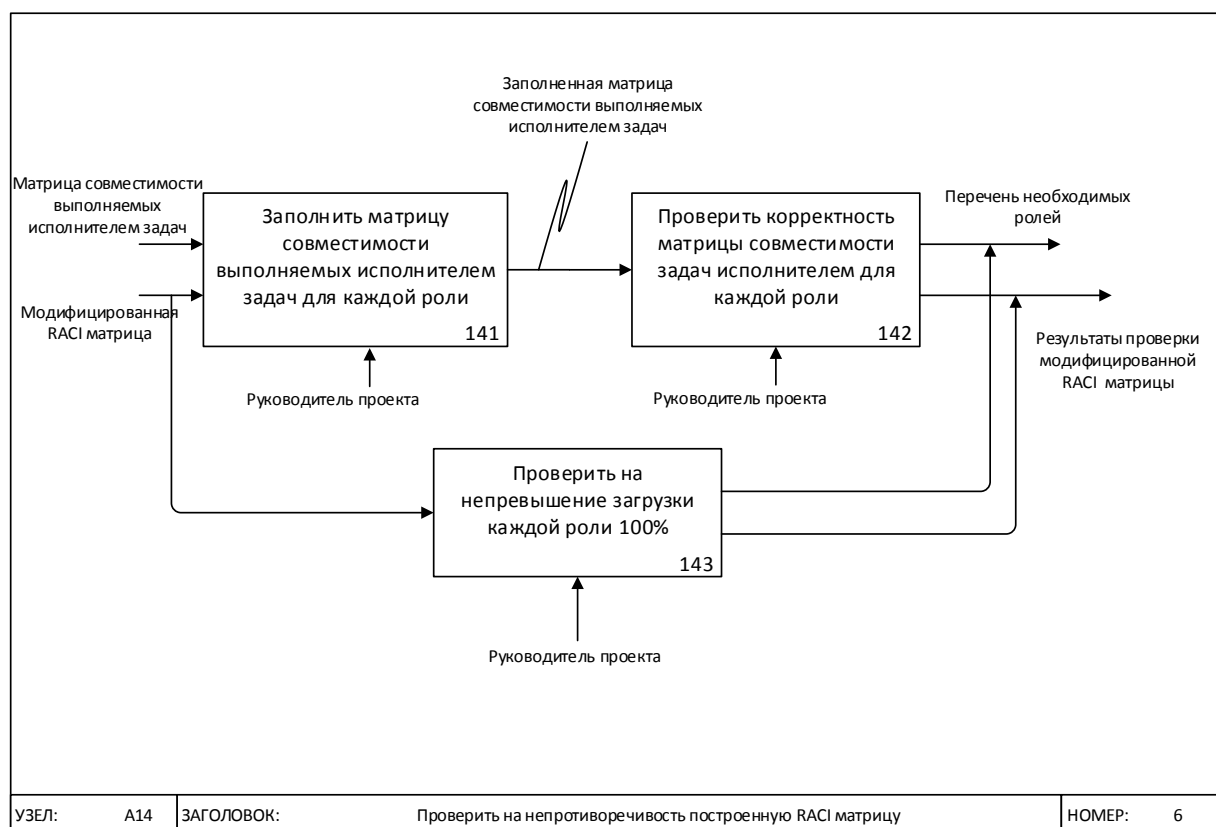 Заполненная матрица
совместимости выполняемых
исполнителем задач
Матрица совместимости
выполняемых
исполнителем задач
Модифицированная
RACI матрица
Заполнить матрицу
совместимости
выполняемых исполнителем
задач для каждой роли
141
Руководитель проекта
Проверить корректность
матрицы совместимости
задач исполнителем для
каждой роли
142
Руководитель проекта
Перечень необходимых
ролей
Результаты проверки
модифицированной
RACI матрицы
Проверить на
непревышение загрузки
каждой роли 100%
143
Руководитель проекта
УЗЕЛ: A14 ЗАГОЛОВОК: Проверить на непротиворечивость построенную RACI матрицу НОМЕР: 6